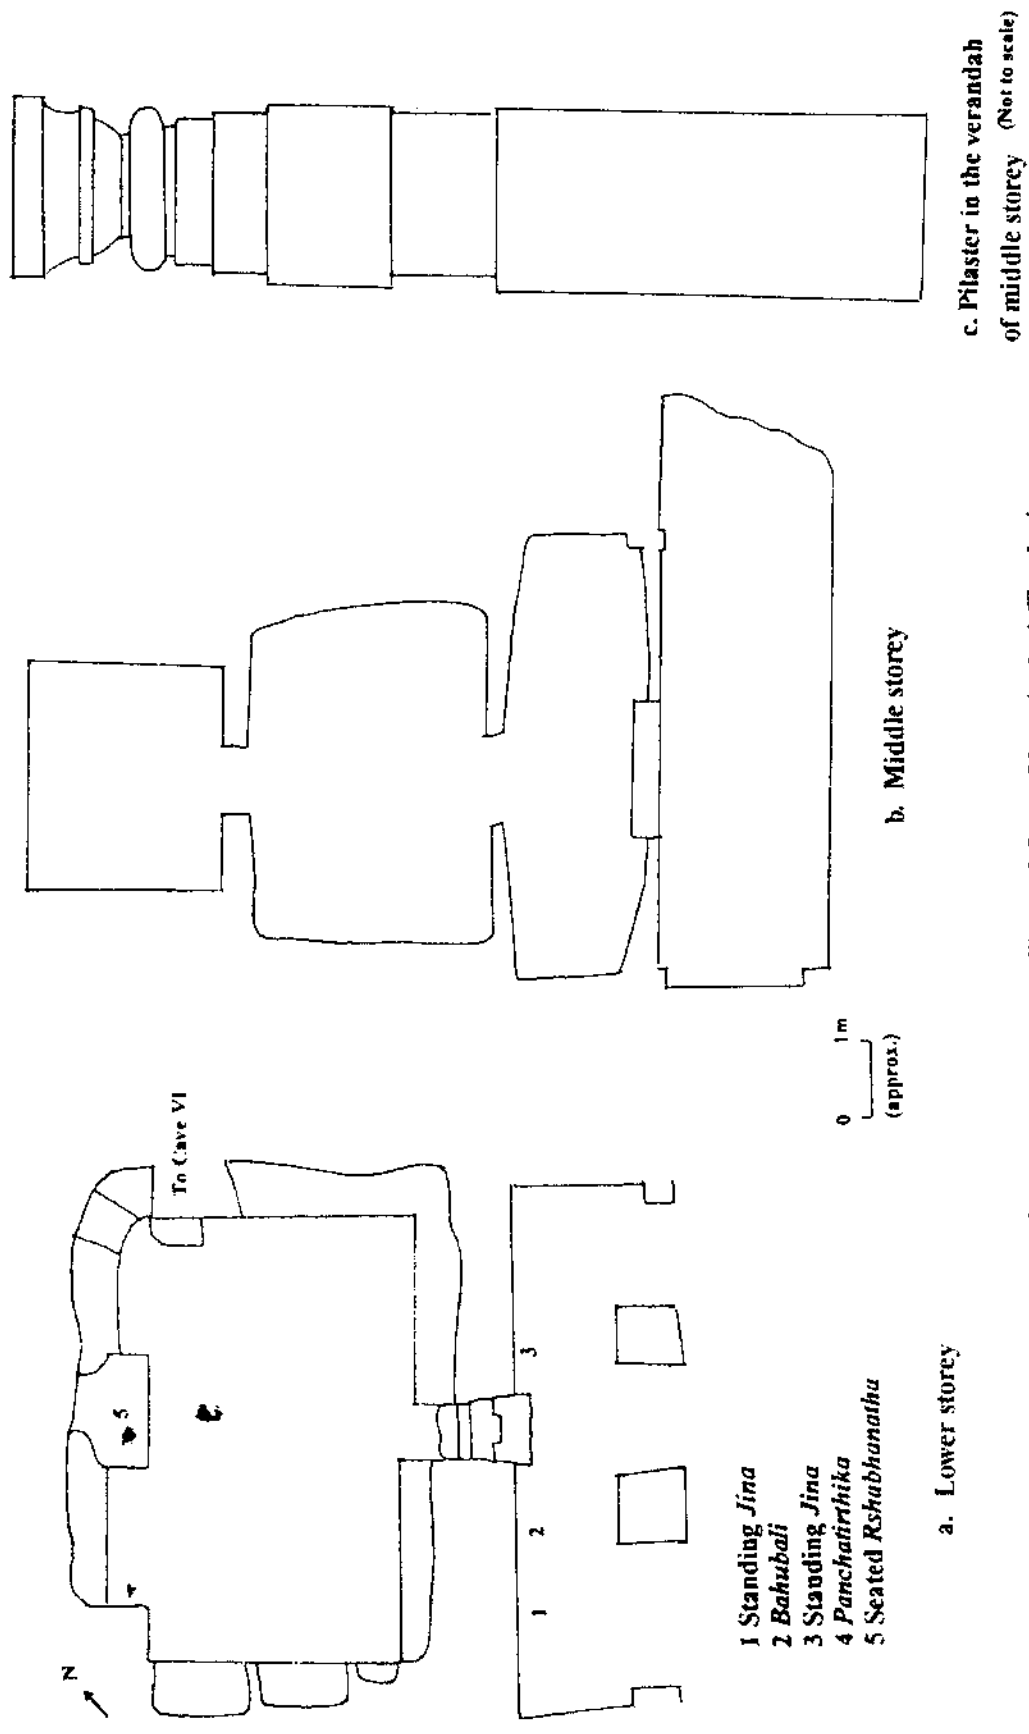 N
To Cave VI
5
4
1
2
3
1 Standing Jina
2 Bahubali
3 Standing Jina
4 Panchatirthika
5 Seated Rshabhanatha
a. Lower storey
0 1m
(approx.)
b. Middle storey
c. Pilaster in the verandah
of middle storey (Not to scale)